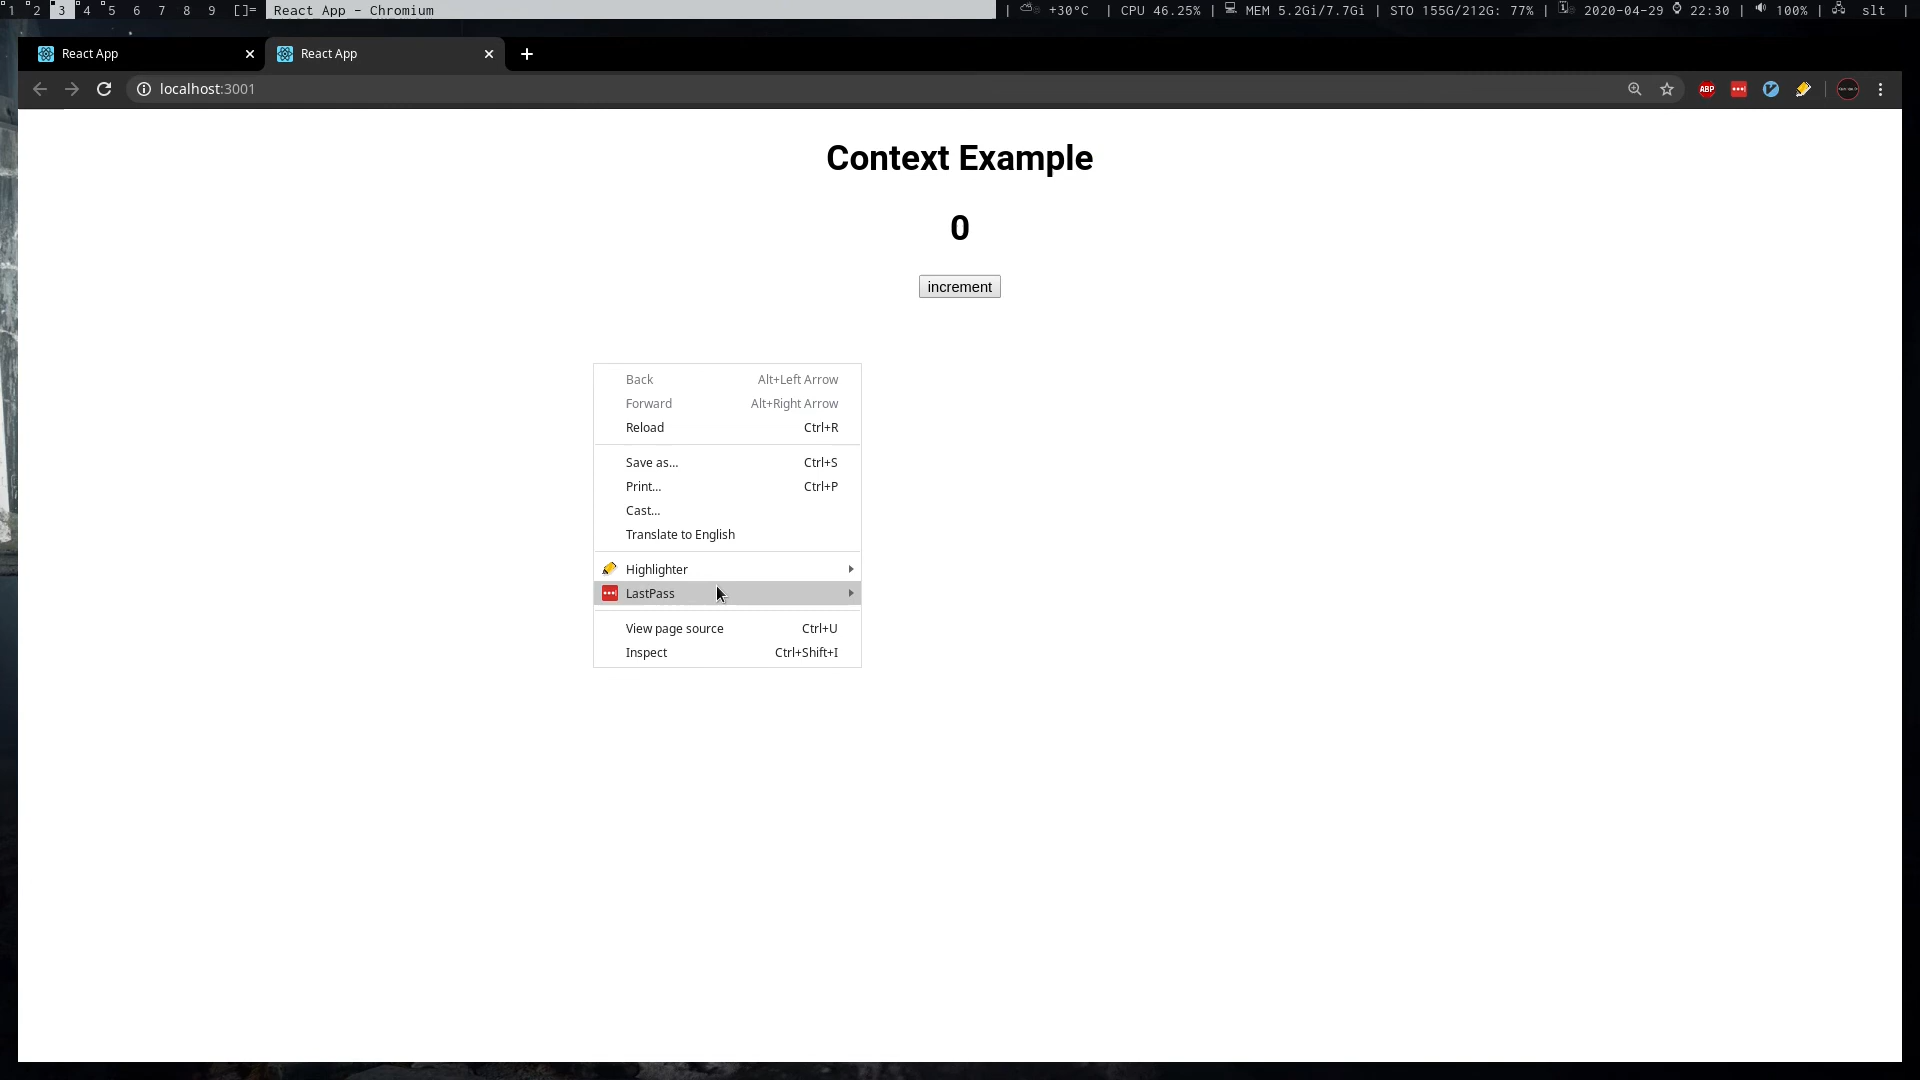 1 2 3 4 5 6 7 8 9 []= React App - Chromium | +30°C | CPU 46.25% | MEM 5.2Gi/7.7Gi | STO 155G/212G: 77% | 2020-04-29 22:30 | 100% | slt |
React App React App
localhost:3001 ABP
Context Example
0
increment
Back Alt+Left Arrow
Forward Alt+Right Arrow
Reload Ctrl+R
Save as... Ctrl+S
Print... Ctrl+P
Cast...
Translate to English
Highlighter
LastPass
View page source Ctrl+U
Inspect Ctrl+Shift+I